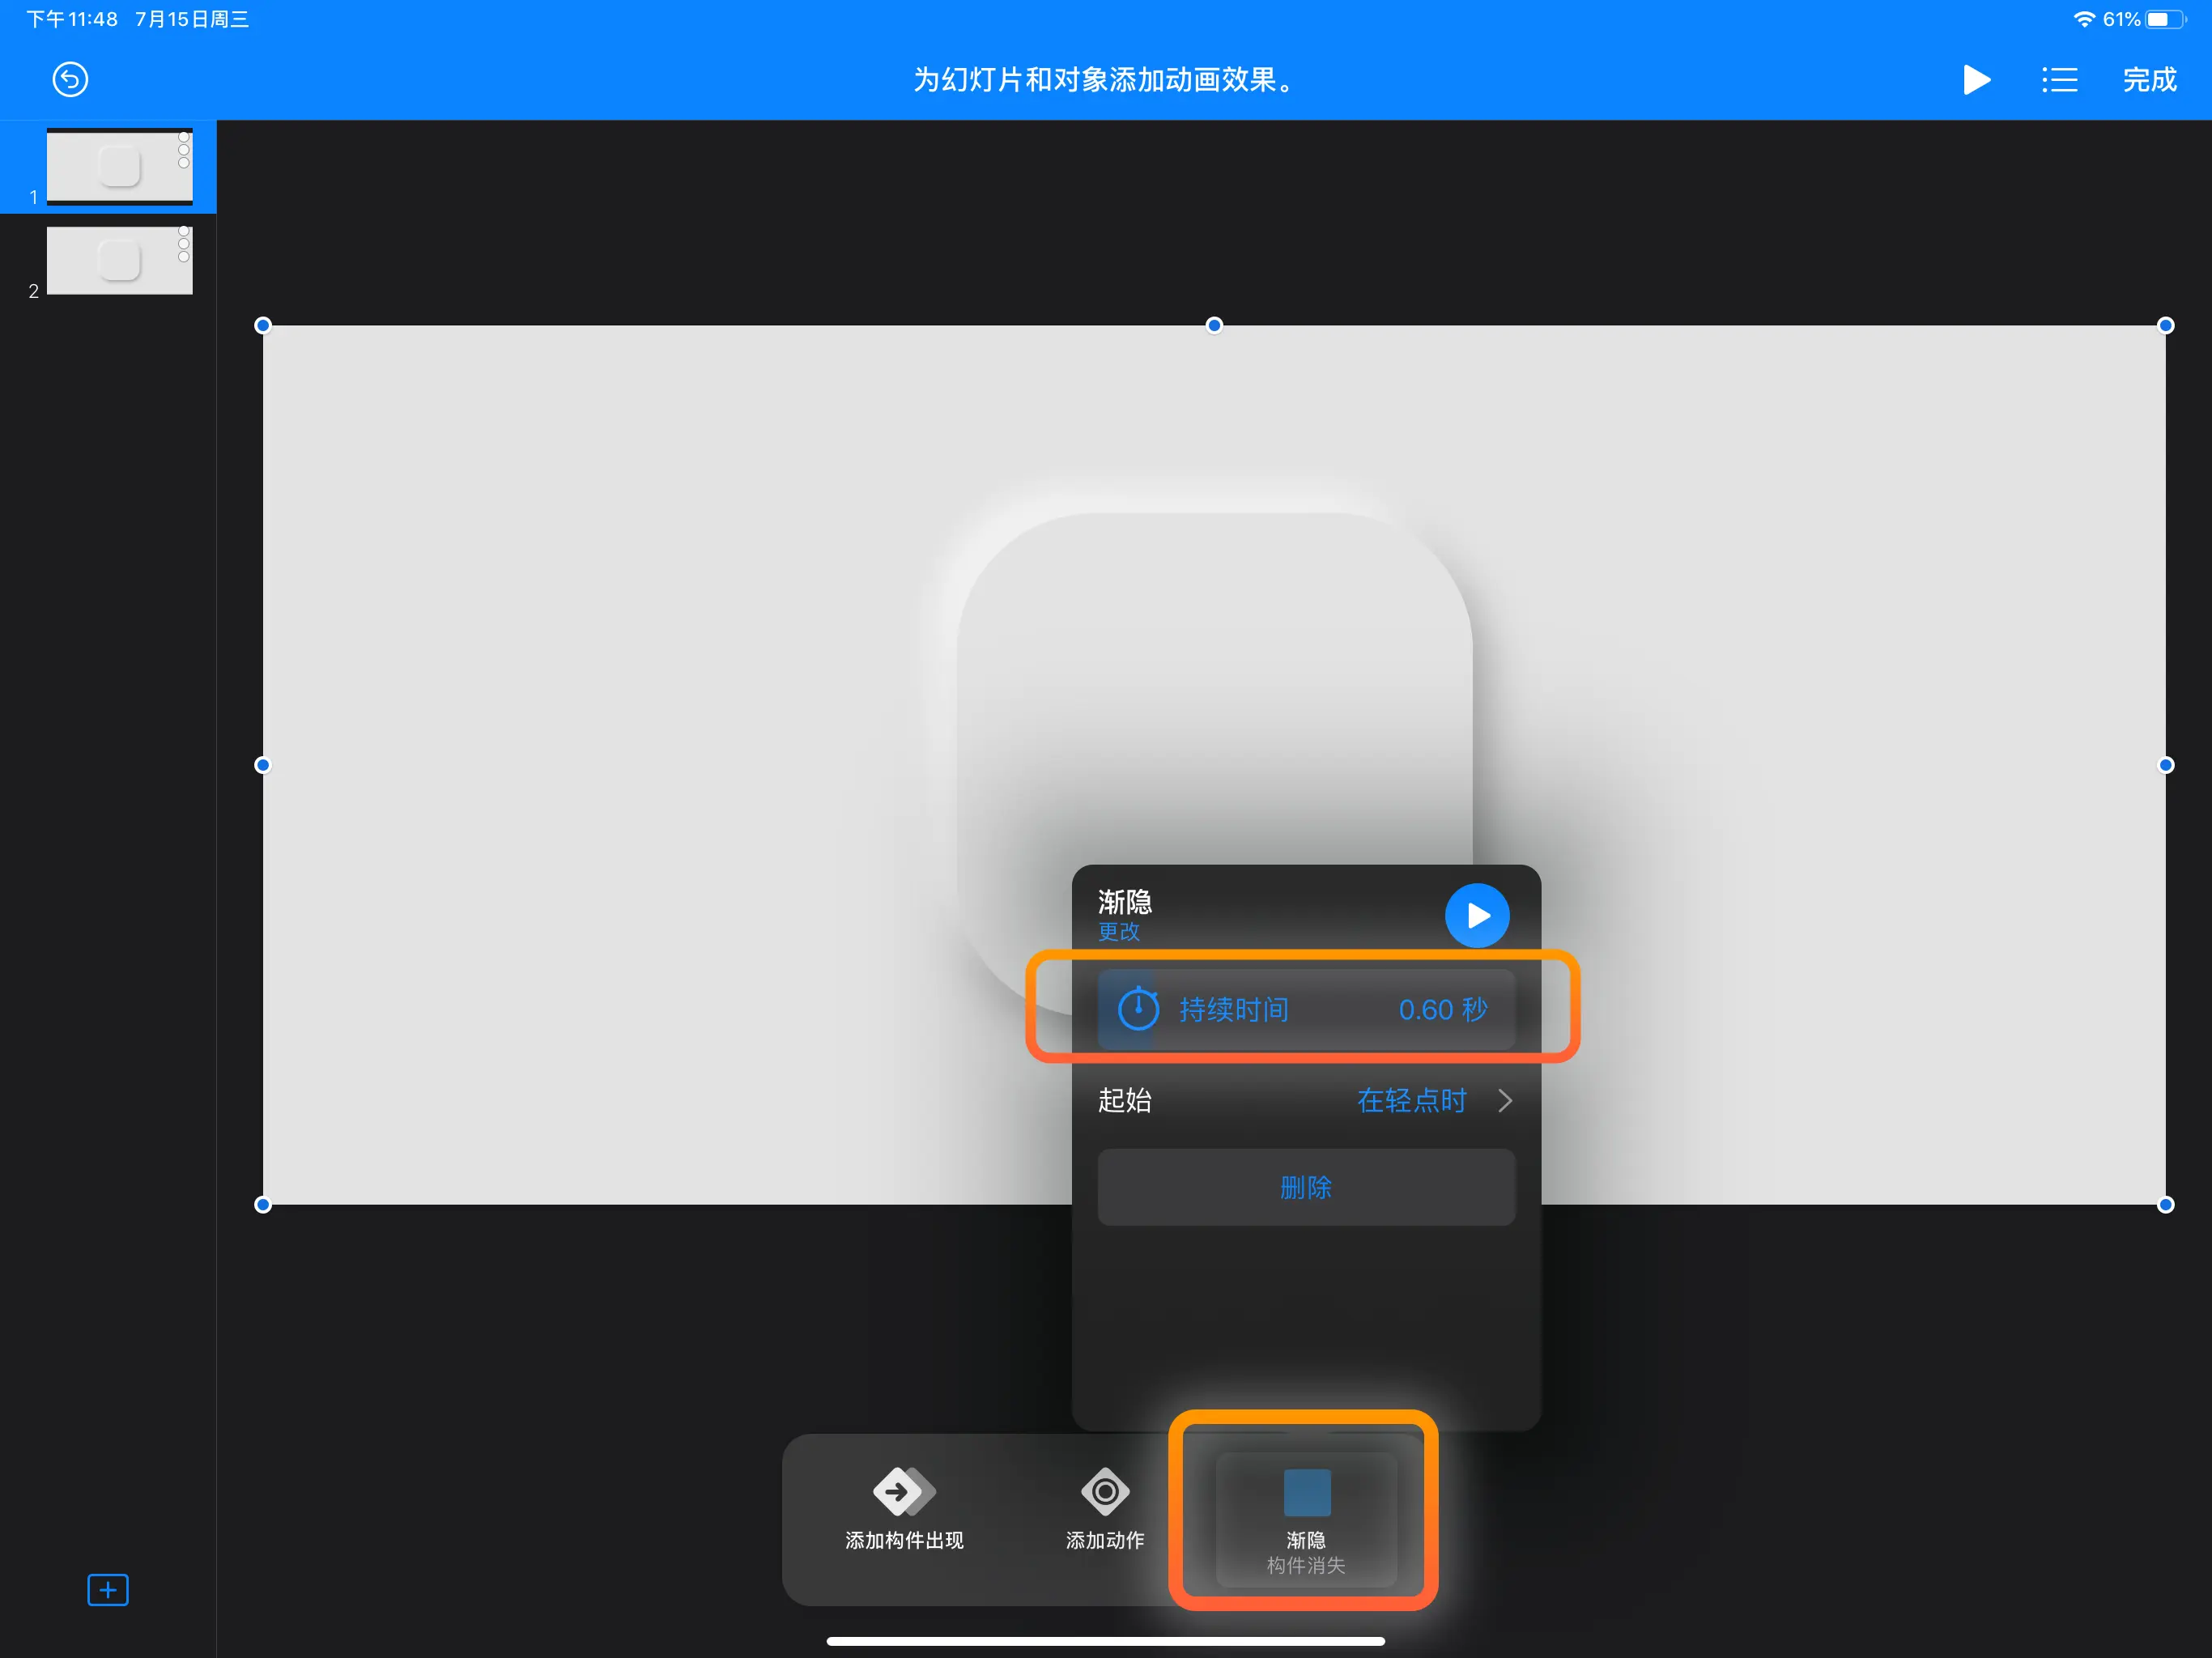 下午11:48 7月15日周三
61%
为幻灯片和对象添加动画效果。
完成
1
2
渐隐
更改
持续时间 0.60 秒
起始 在轻点时
删除
添加构件出现
添加动作
渐隐
构件消失